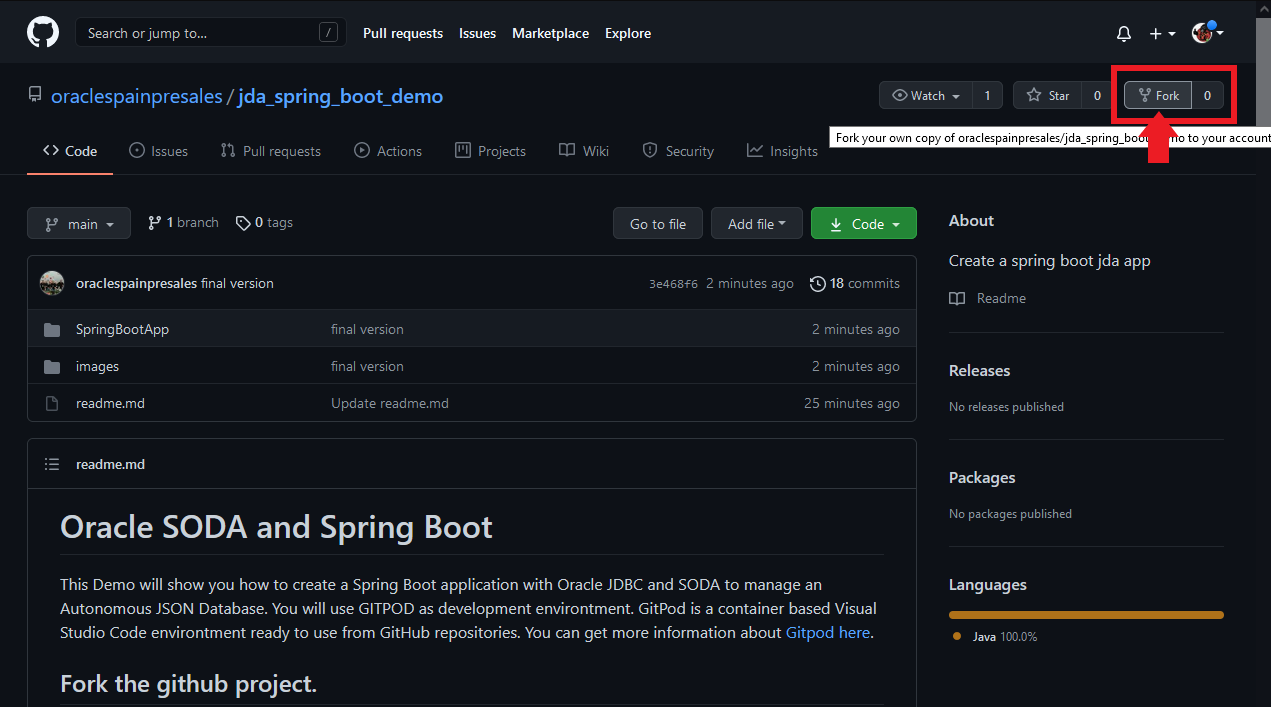 Search or jump to... /
Pull requests Issues Marketplace Explore
oraclespainpresales / jda_spring_boot_demo
Watch 1 Star 0 Fork 0
Fork your own copy of oraclespainpresales/jda_spring_boo mo to your account
Code Issues Pull requests Actions Projects Wiki Security Insights
main 1 branch 0 tags Go to file Add file Code
oraclespainpresales final version 3e468f6 2 minutes ago 18 commits
SpringBootApp final version 2 minutes ago
images final version 2 minutes ago
readme.md Update readme.md 25 minutes ago
readme.md
Oracle SODA and Spring Boot
This Demo will show you how to create a Spring Boot application with Oracle JDBC and SODA to manage an
Autonomous JSON Database. You will use GITPOD as development environtment. GitPod is a container based Visual
Studio Code environtment ready to use from GitHub repositories. You can get more information about Gitpod here.
Fork the github project.
About
Create a spring boot jda app
Readme
Releases
No releases published
Packages
No packages published
Languages
Java 100.0%